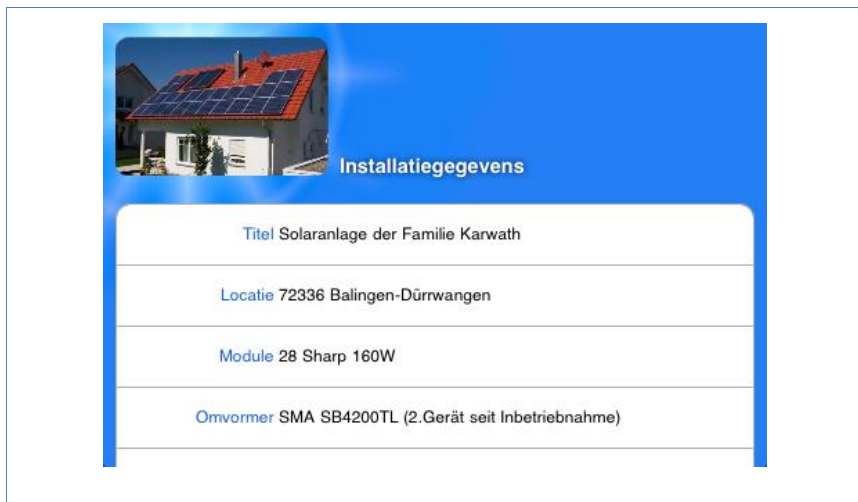 Installatiegegevens
Titel Solaranlage der Familie Karwath
Locatie 72336 Balingen-Dürrwangen
Module 28 Sharp 160W
Omvormer SMA SB4200TL (2.Gerät seit Inbetriebnahme)